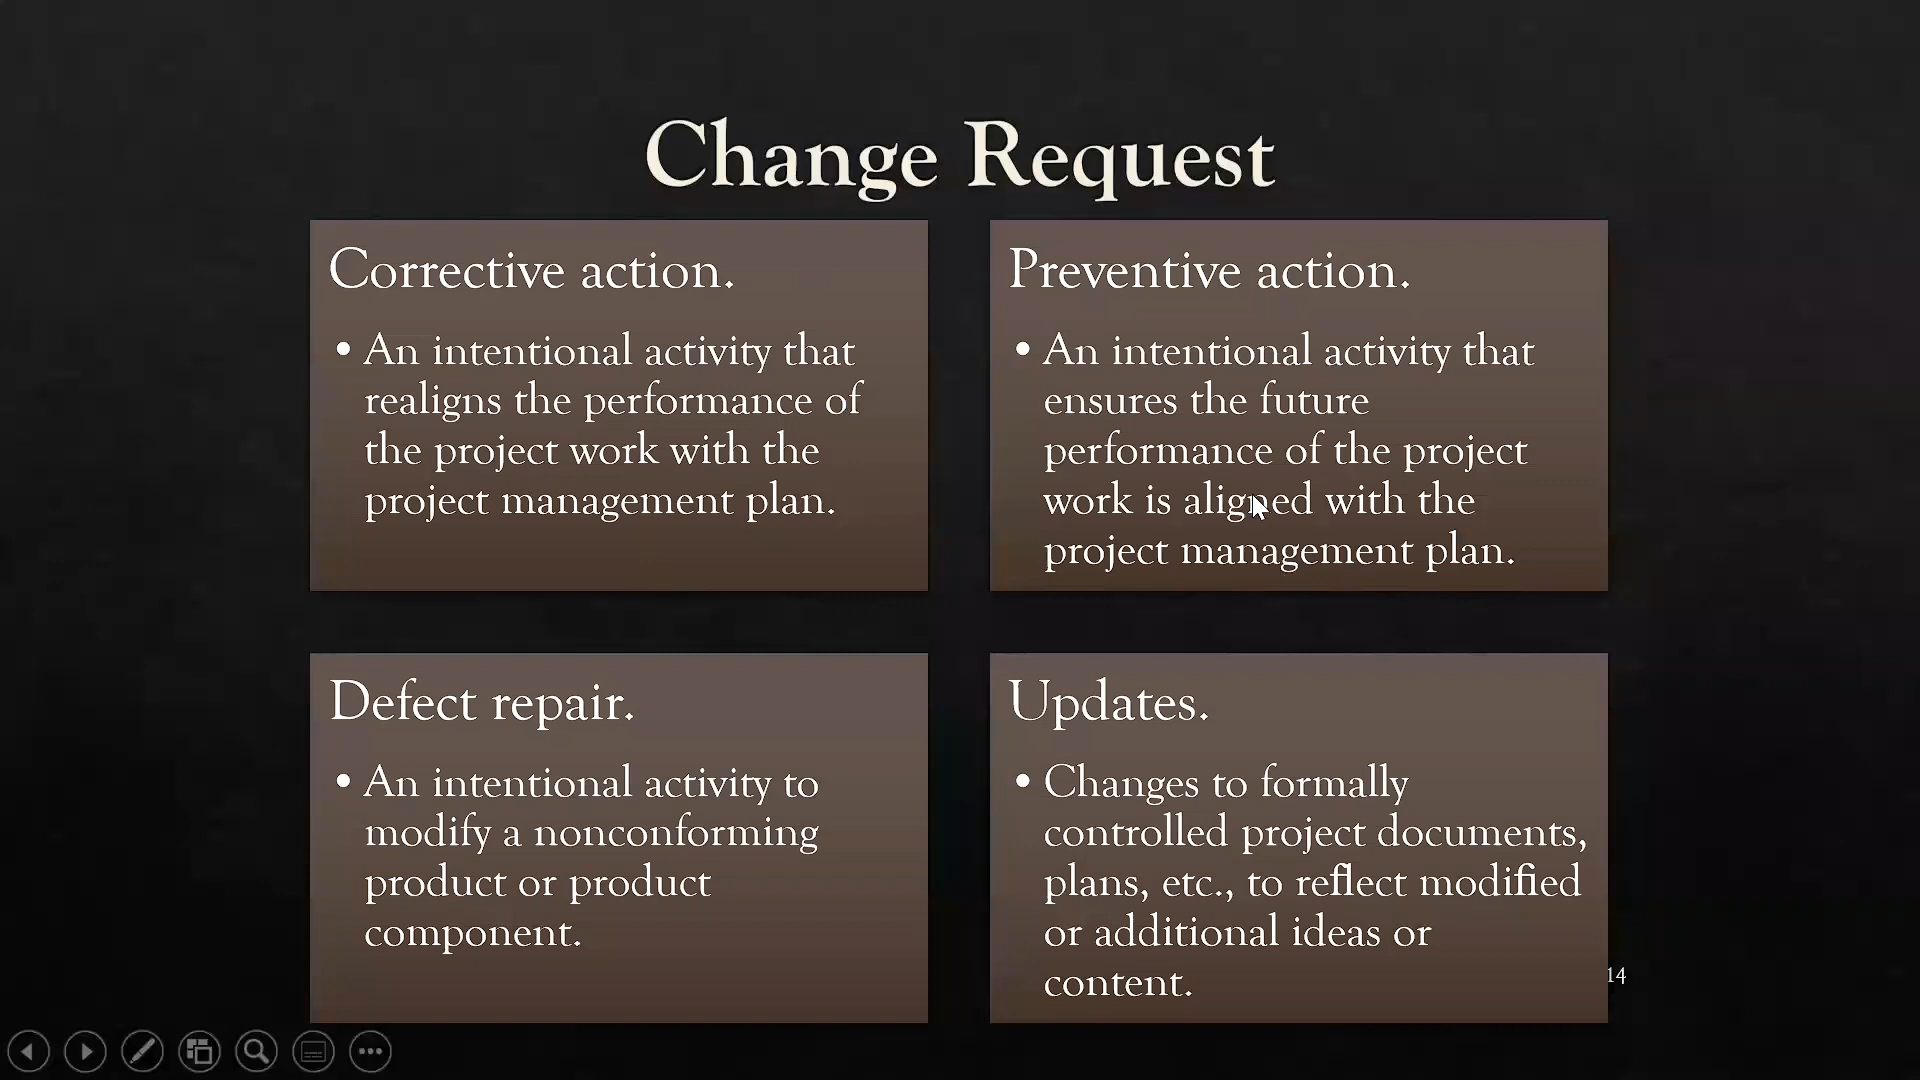 Change Request
Corrective action.
• An intentional activity that
realigns the performance of
the project work with the
project management plan.
Preventive action.
• An intentional activity that
ensures the future
performance of the project
work is aligned with the
project management plan.
Defect repair.
• An intentional activity to
modify a nonconforming
product or product
component.
Updates.
• Changes to formally
controlled project documents,
plans, etc., to reflect modified
or additional ideas or
content.
14